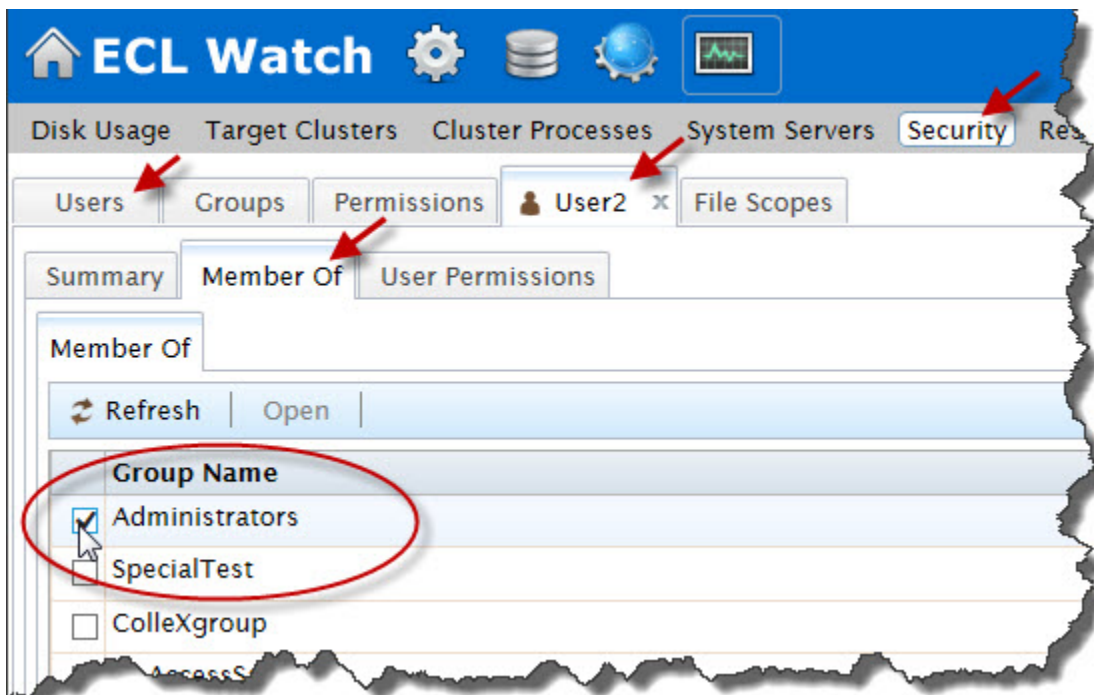 ECL Watch
Disk Usage Target Clusters Cluster Processes System Servers Security
Users Groups Permissions User2 x File Scopes
Summary Member Of User Permissions
Member Of
Refresh Open
Group Name
Administrators
SpecialTest
ColleXgroup